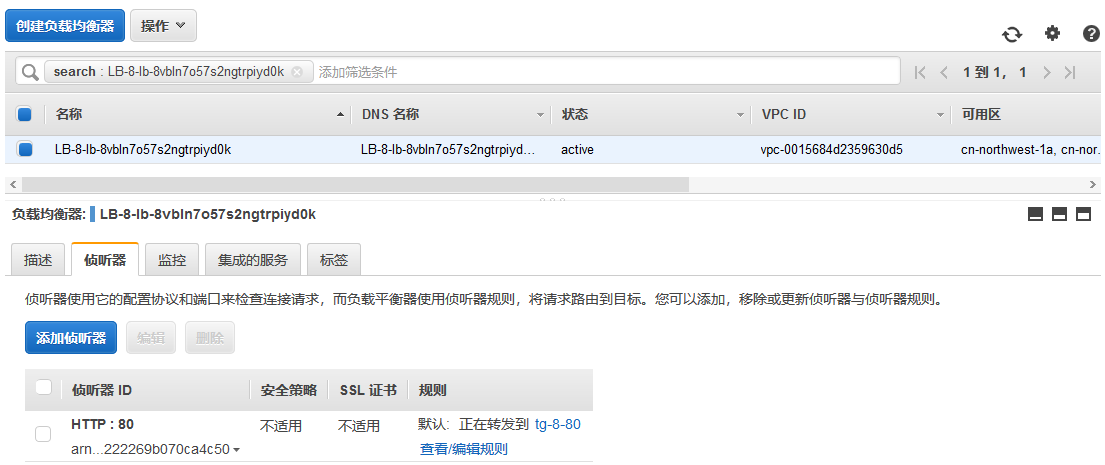 创建负载均衡器 操作
search : LB-8-lb-8vbln7o57s2ngtrpiyd0k 添加筛选条件 1 到 1， 1
名称 DNS 名称 状态 VPC ID 可用区
LB-8-lb-8vbln7o57s2ngtrpiyd0k LB-8-lb-8vbln7o57s2ngtrpiyd... active vpc-0015684d2359630d5 cn-northwest-1a, cn-nor...
负载均衡器: LB-8-lb-8vbln7o57s2ngtrpiyd0k
描述 侦听器 监控 集成的服务 标签
侦听器使用它的配置协议和端口来检查连接请求，而负载平衡器使用侦听器规则，将请求路由到目标。您可以添加，移除或更新侦听器与侦听器规则。
添加侦听器 编辑 删除
侦听器 ID 安全策略 SSL 证书 规则
HTTP : 80 不适用 不适用 默认: 正在转发到 tg-8-80
arn...222269b070ca4c50 查看/编辑规则